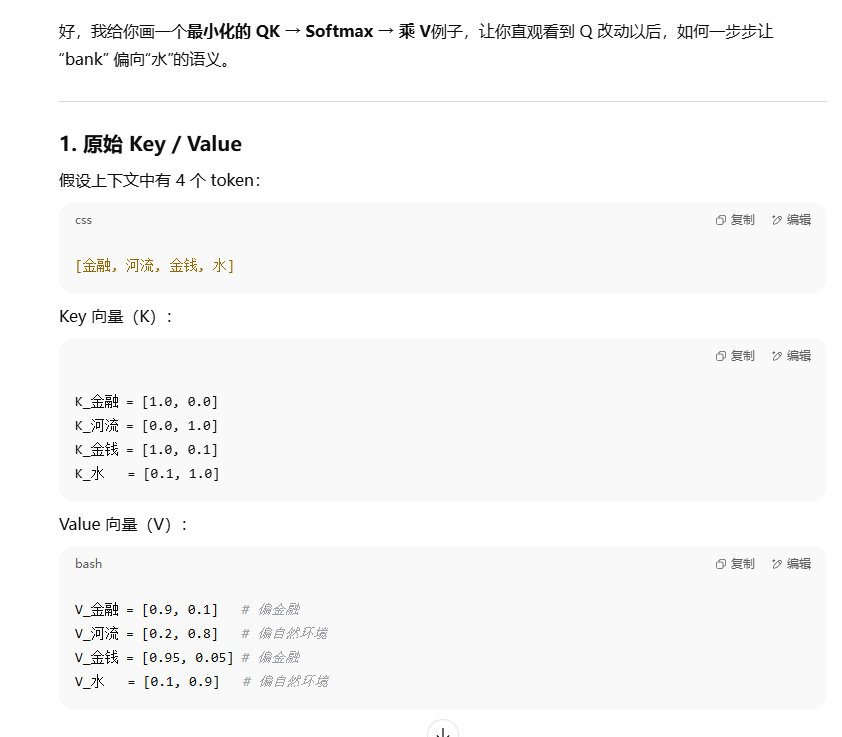 好，我给你画一个最小化的 QK → Softmax → 乘 V例子，让你直观看到 Q 改动以后，如何一步步让
“bank” 偏向“水”的语义。
1. 原始 Key / Value
假设上下文中有 4 个 token：
css
复制
编辑
[金融, 河流, 金钱, 水]
Key 向量（K）：
复制
编辑
K_金融 = [1.0, 0.0]
K_河流 = [0.0, 1.0]
K_金钱 = [1.0, 0.1]
K_水   = [0.1, 1.0]
Value 向量（V）：
bash
复制
编辑
V_金融 = [0.9, 0.1]   # 偏金融
V_河流 = [0.2, 0.8]   # 偏自然环境
V_金钱 = [0.95, 0.05] # 偏金融
V_水   = [0.1, 0.9]   # 偏自然环境